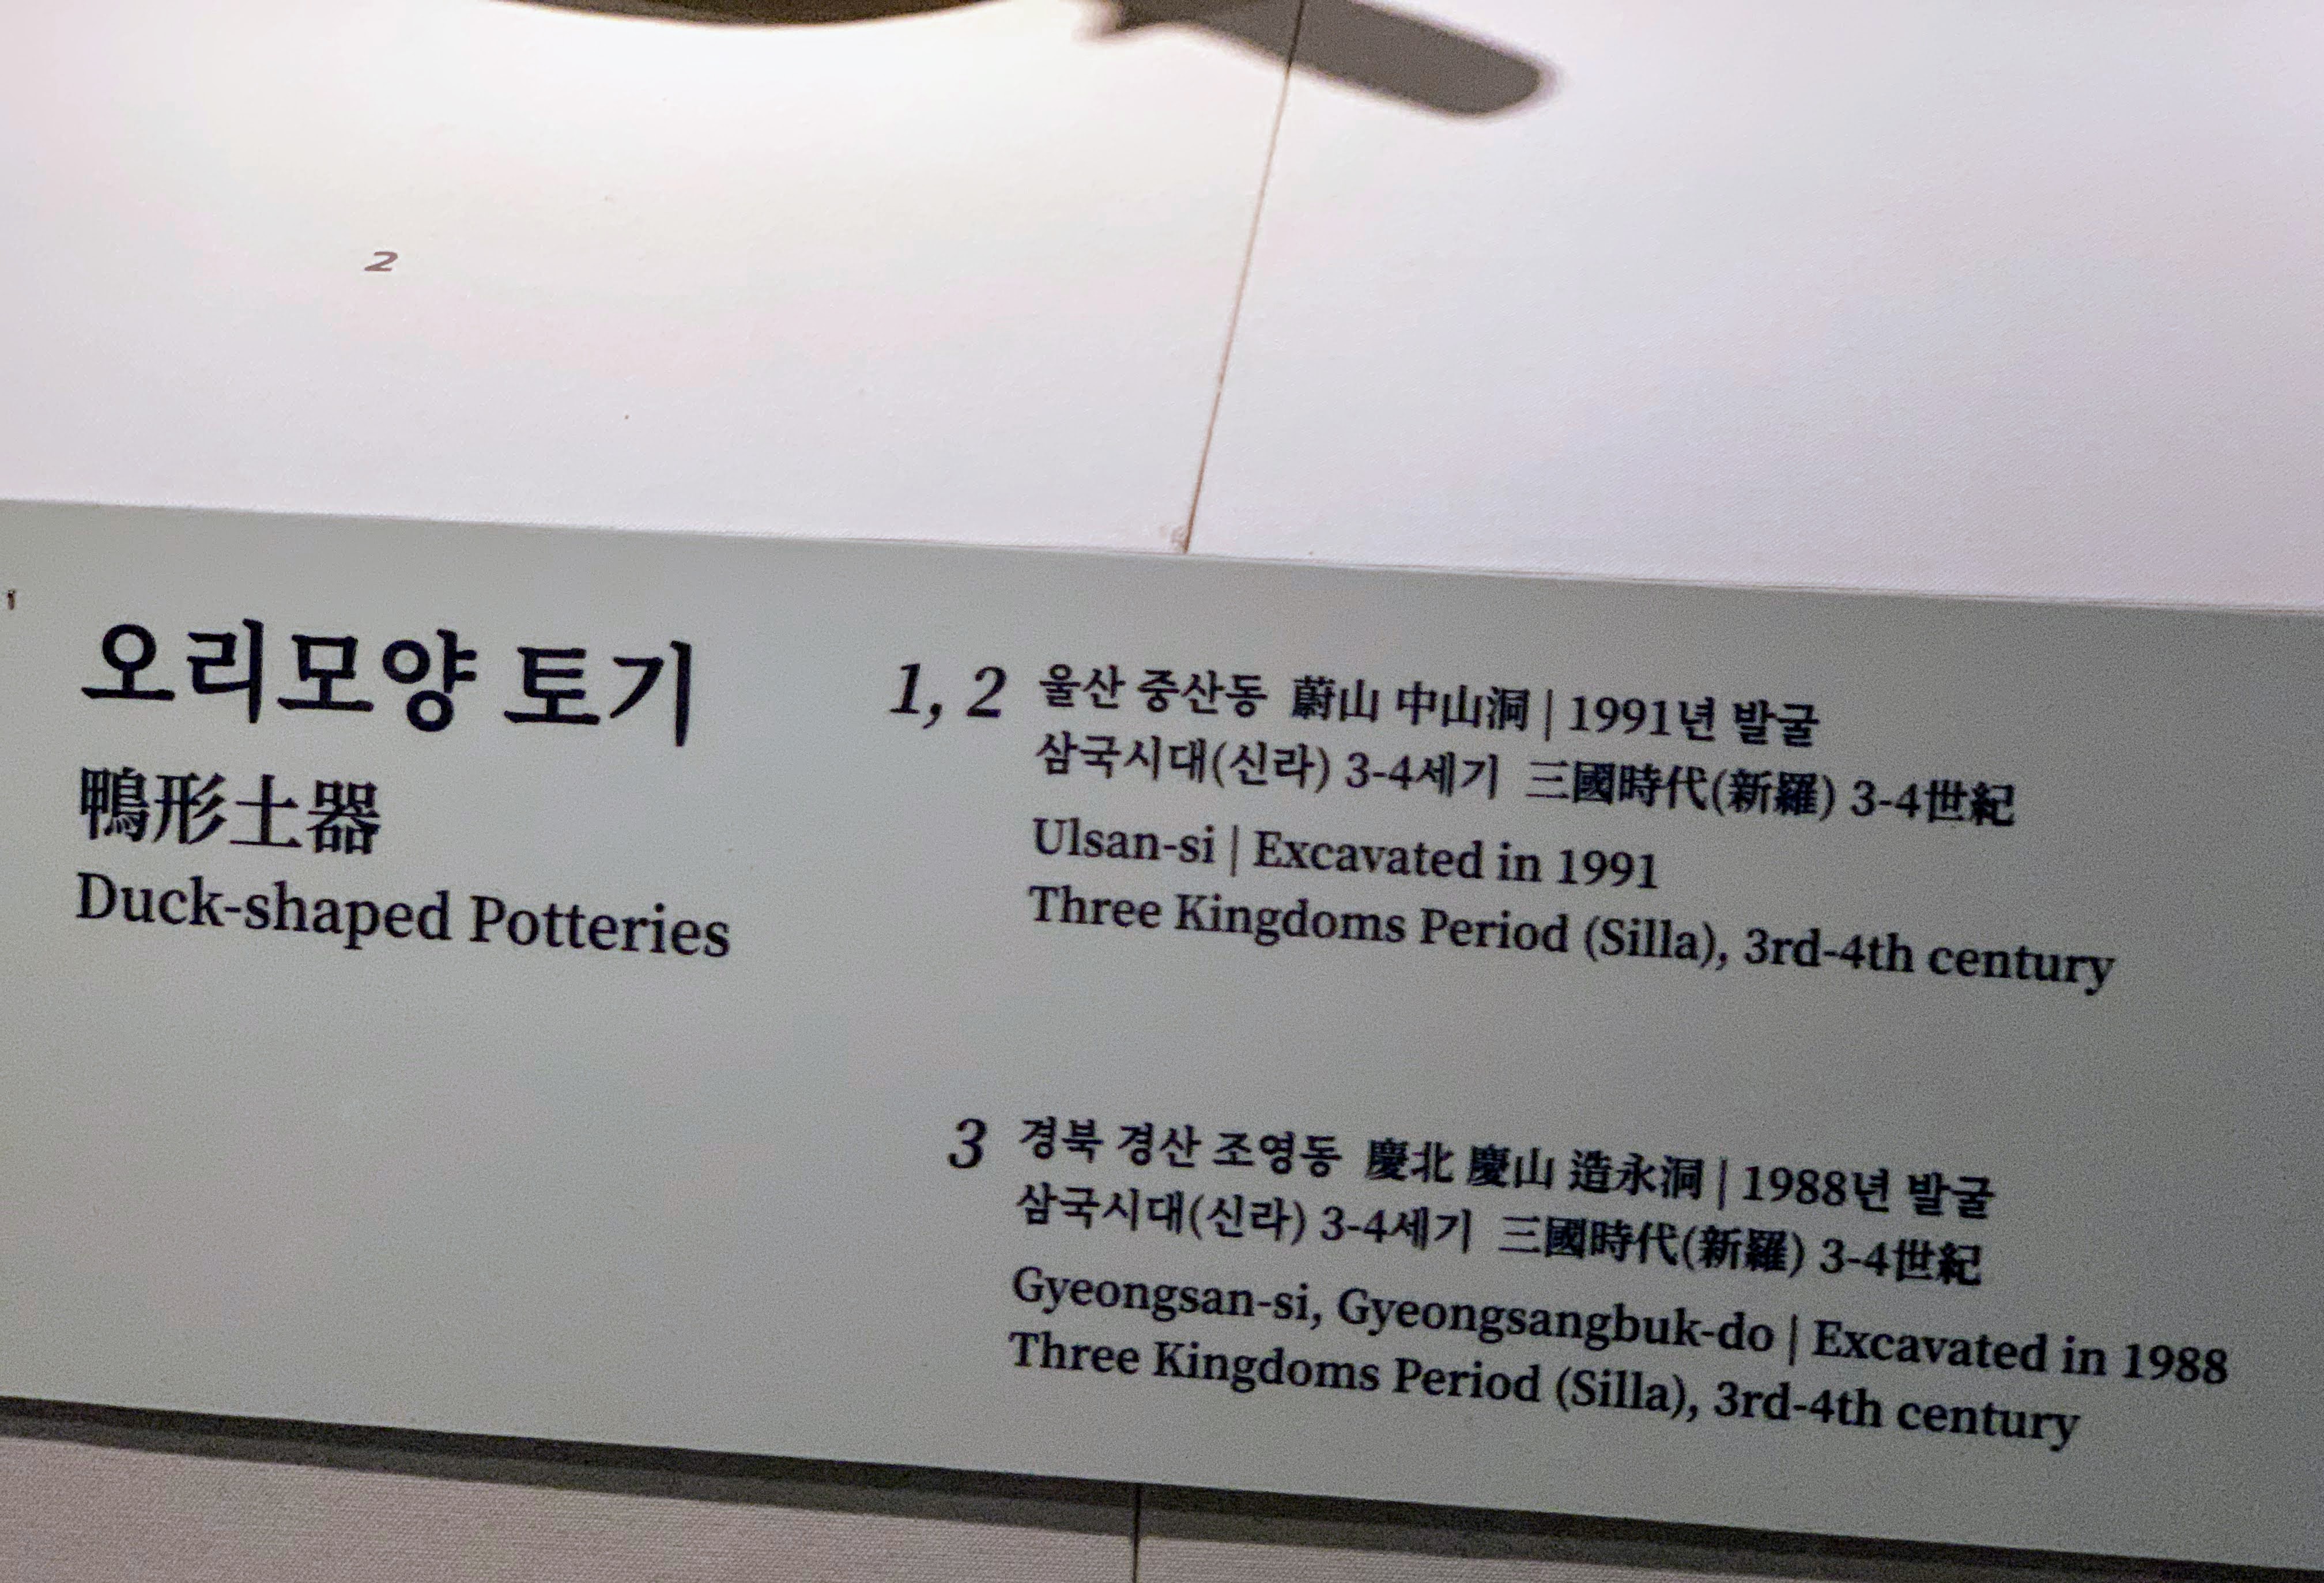 2
오리모양 토기
鴨形土器
Duck-shaped Potteries
1, 2 울산 중산동 蔚山 中山洞 | 1991년 발굴
삼국시대(신라) 3-4세기 三國時代(新羅) 3-4世紀
Ulsan-si | Excavated in 1991
Three Kingdoms Period (Silla), 3rd-4th century
3 경북 경산 조영동 慶北 慶山 造永洞 | 1988년 발굴
삼국시대(신라) 3-4세기 三國時代(新羅) 3-4世紀
Gyeongsan-si, Gyeongsangbuk-do | Excavated in 1988
Three Kingdoms Period (Silla), 3rd-4th century